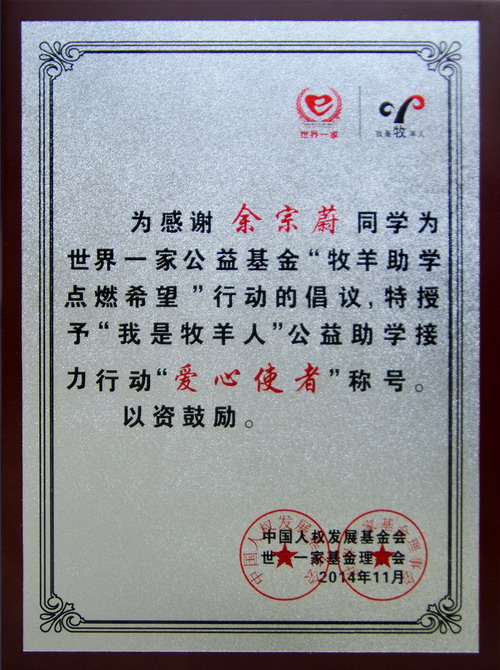 世界一家
我是牧羊人
为感谢 余宗蔚 同学为
世界一家公益基金“牧羊助学
点燃希望”行动的倡议,特授
予“我是牧羊人”公益助学接
力行动“爱心使者”称号。
以资鼓励。
中国人权发展基金会
世界一家基金理事会
2014年11月